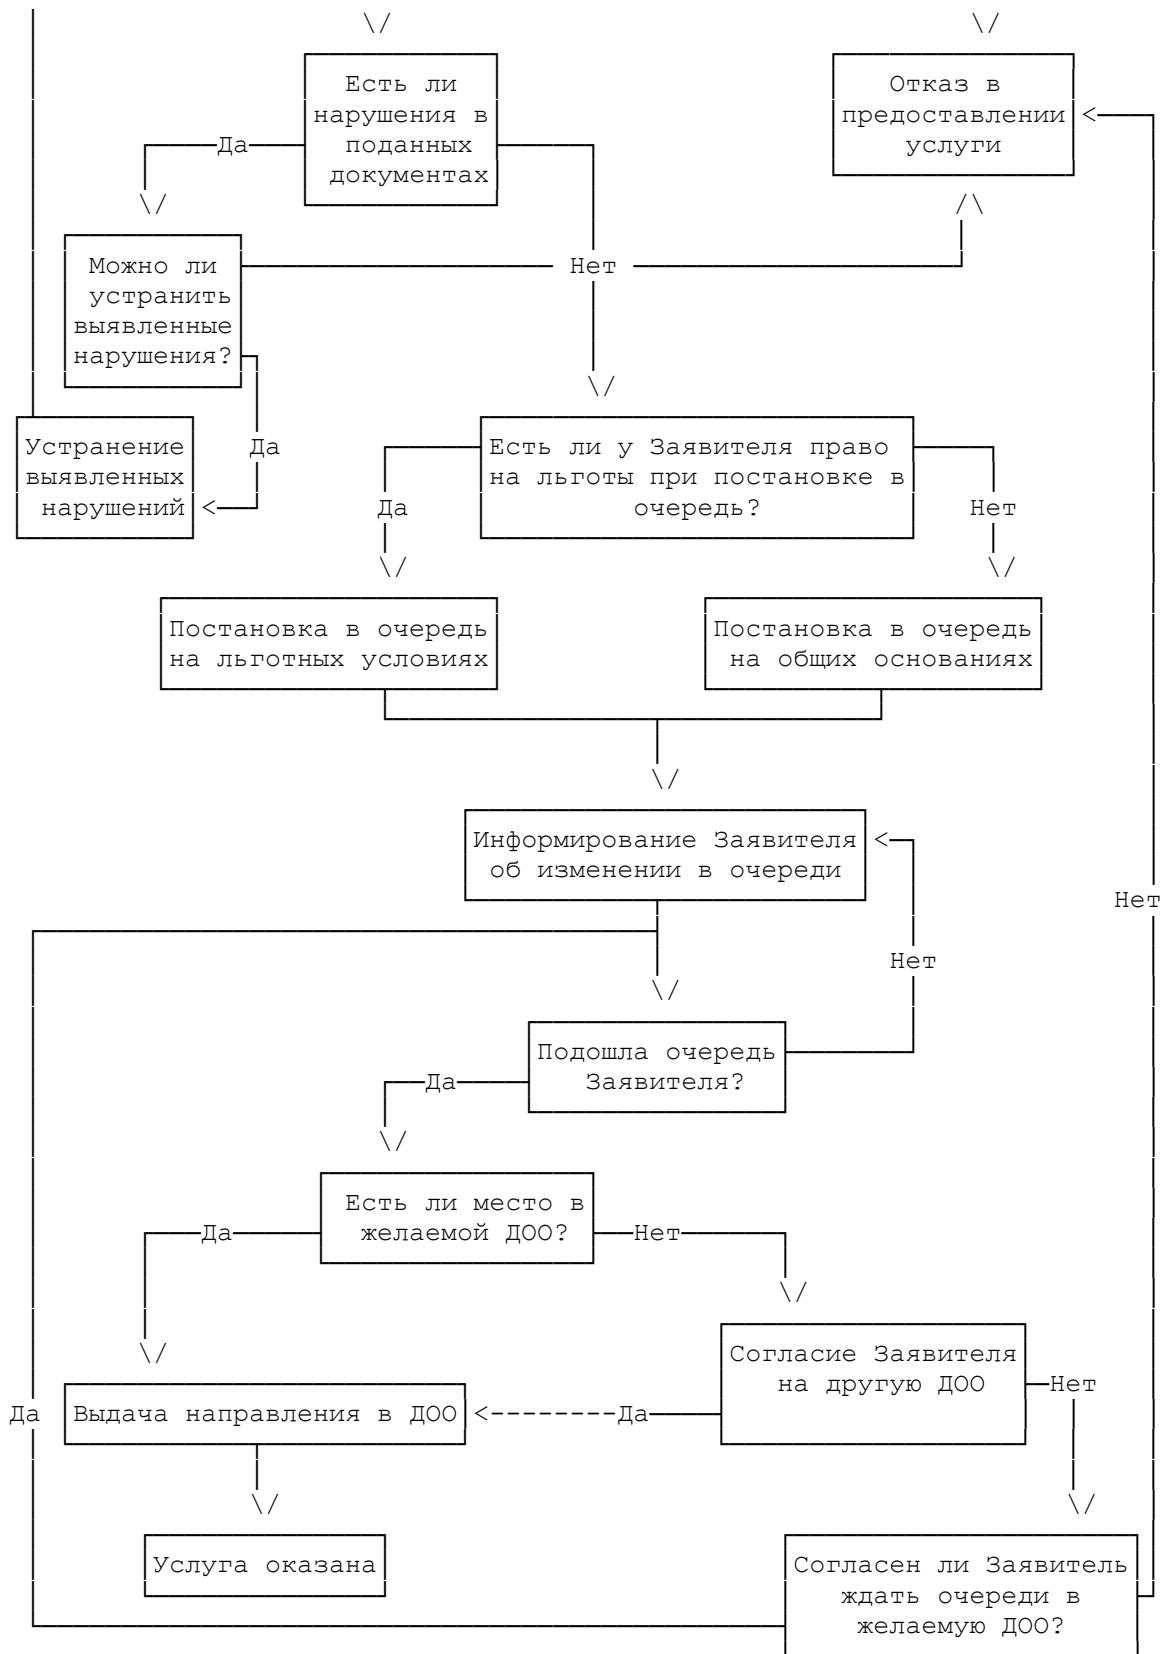 Есть ли
нарушения в
поданных
документах
Отказ в
предоставлении
услуги
Да
Можно ли
устранить
выявленные
нарушения?
Нет
Устранение
выявленных
нарушений
Да
Есть ли у Заявителя право
на льготы при постановке в
очередь?
Да
Нет
Постановка в очередь
на льготных условиях
Постановка в очередь
на общих основаниях
Информирование Заявителя
об изменении в очереди
Нет
Нет
Подошла очередь
Заявителя?
Да
Есть ли место в
желаемой ДОО?
Да
Нет
Согласие Заявителя
на другую ДОО
Нет
Да
Выдача направления в ДОО
Да
Услуга оказана
Согласен ли Заявитель
ждать очереди в
желаемую ДОО?